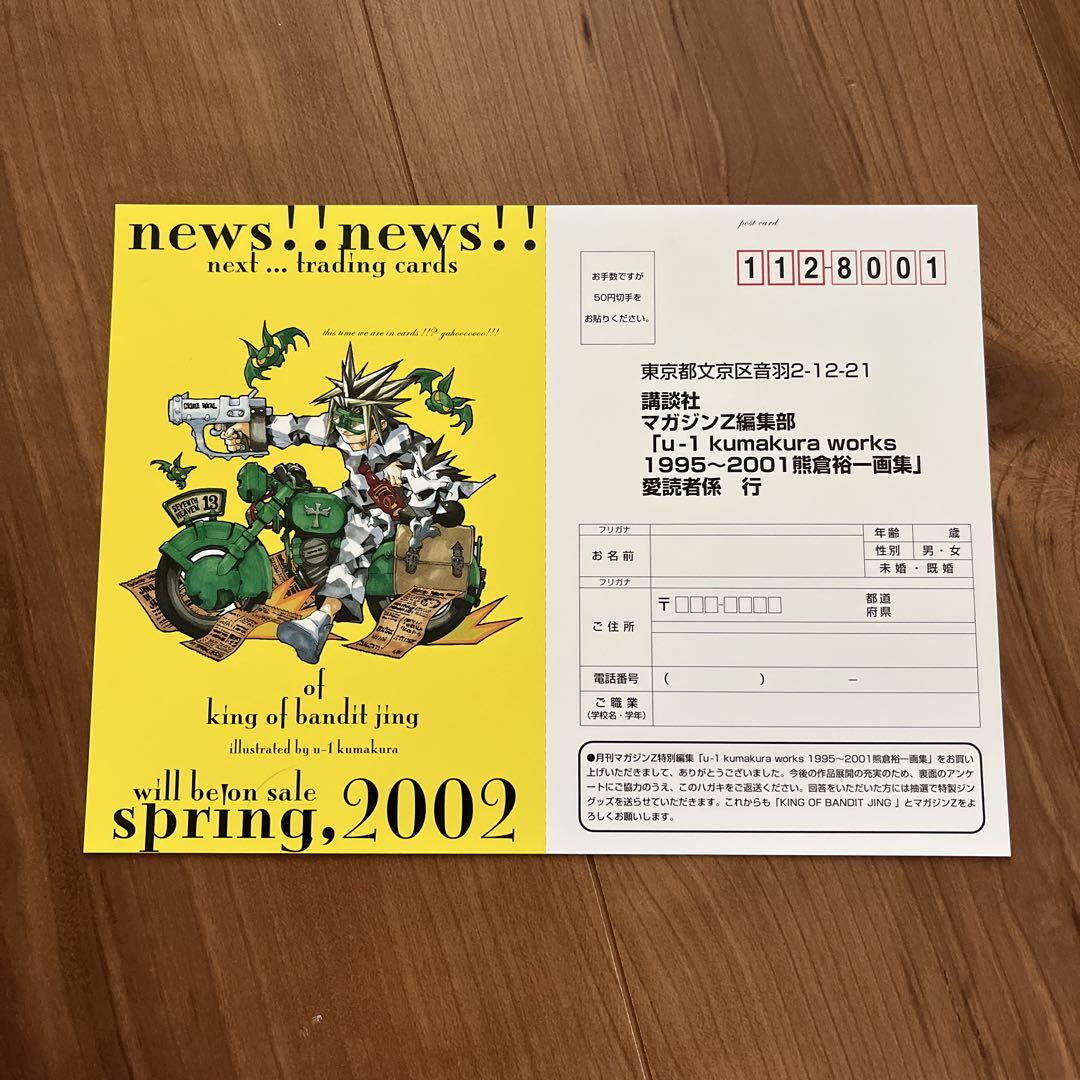 news!!news!!
next ... trading cards
this time we are in cards !!? yahooooooo!!!
SEVENTH
HEAVEN 13
of
king of bandit jing
illustrated by u-1 kumakura
will be on sale
spring,2002
post card
お手数ですが
50円切手を
お貼りください。
112-8001
東京都文京区音羽2-12-21
講談社
マガジンZ編集部
「u-1 kumakura works
1995～2001熊倉裕一画集」
愛読者係 行
フリガナ
お名前
年齢 歳
性別 男・女
未婚・既婚
フリガナ
ご住所
〒□□□-□□□□
都道
府県
電話番号 ( ) −
ご職業
(学校名・学年)
●月刊マガジンZ特別編集「u-1 kumakura works 1995～2001熊倉裕一画集」をお買い
上げいただきまして、ありがとうございました。今後の作品展開の充実のため、裏面のアンケ
ートにご協力のうえ、このハガキをご返送ください。回答をいただいた方には抽選で特製ジン
グッズを送らせていただきます。これからも「KING OF BANDIT JING」とマガジンZをよ
ろしくお願いします。